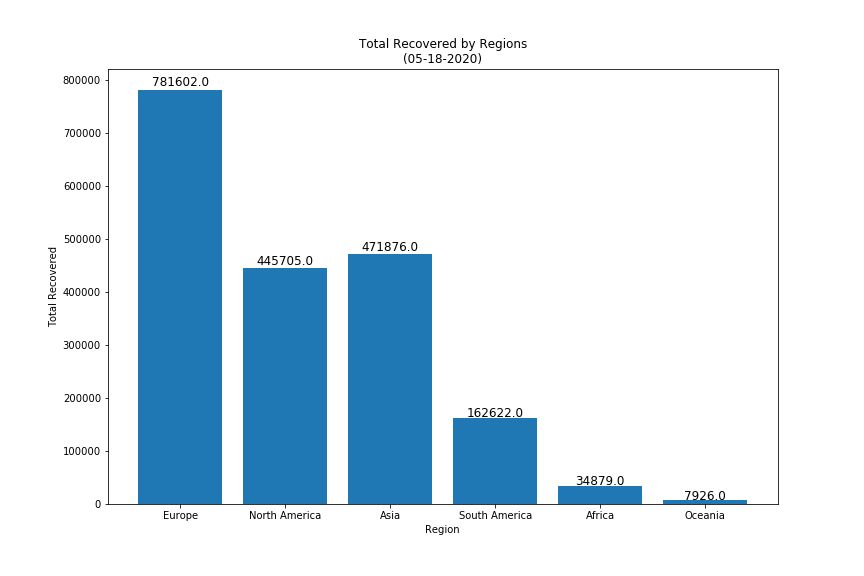 Total Recovered by Regions
(05-18-2020)
800000
700000
600000
500000
400000
300000
200000
100000
0
Total Recovered
781602.0
445705.0
471876.0
162622.0
34879.0
7926.0
Europe
North America
Asia
South America
Africa
Oceania
Region